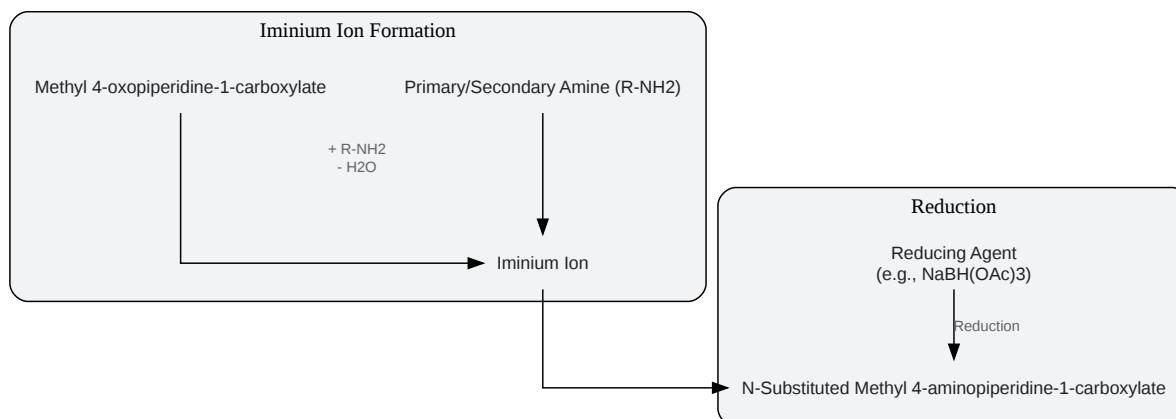 Iminium Ion Formation
Methyl 4-oxopiperidine-1-carboxylate
Primary/Secondary Amine (R-NH2)
+ R-NH2
- H2O
Iminium Ion
Reduction
Reducing Agent
(e.g., NaBH(OAc)3)
Reduction
N-Substituted Methyl 4-aminopiperidine-1-carboxylate